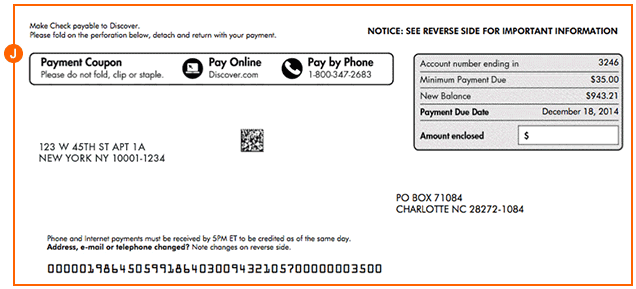 Make Check payable to Discover.
Please fold on the perforation below, detach and return with your payment.
NOTICE: SEE REVERSE SIDE FOR IMPORTANT INFORMATION
J
Payment Coupon
Please do not fold, clip or staple.
Pay Online
Discover.com
Pay by Phone
1-800-347-2683
Account number ending in 3246
Minimum Payment Due $35.00
New Balance $943.21
Payment Due Date December 18, 2014
Amount enclosed $
123 W 45TH ST APT 1A
NEW YORK NY 10001-1234
PO BOX 71084
CHARLOTTE NC 28272-1084
Phone and Internet payments must be received by 5PM ET to be credited as of the same day.
Address, e-mail or telephone changed? Note changes on reverse side.
000001986450599186403009432105700000003500